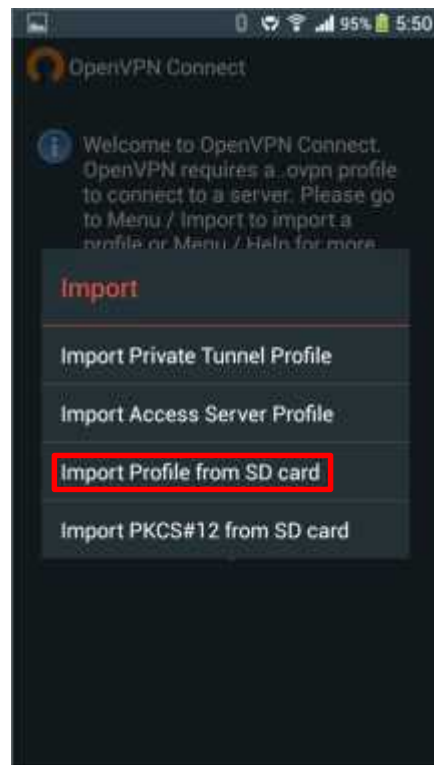 95% 5:50
OpenVPN Connect
Welcome to OpenVPN Connect.
OpenVPN requires a .ovpn profile
to connect to a server. Please go
to Menu / Import to import a
profile or Menu / Help for more
Import
Import Private Tunnel Profile
Import Access Server Profile
Import Profile from SD card
Import PKCS#12 from SD card